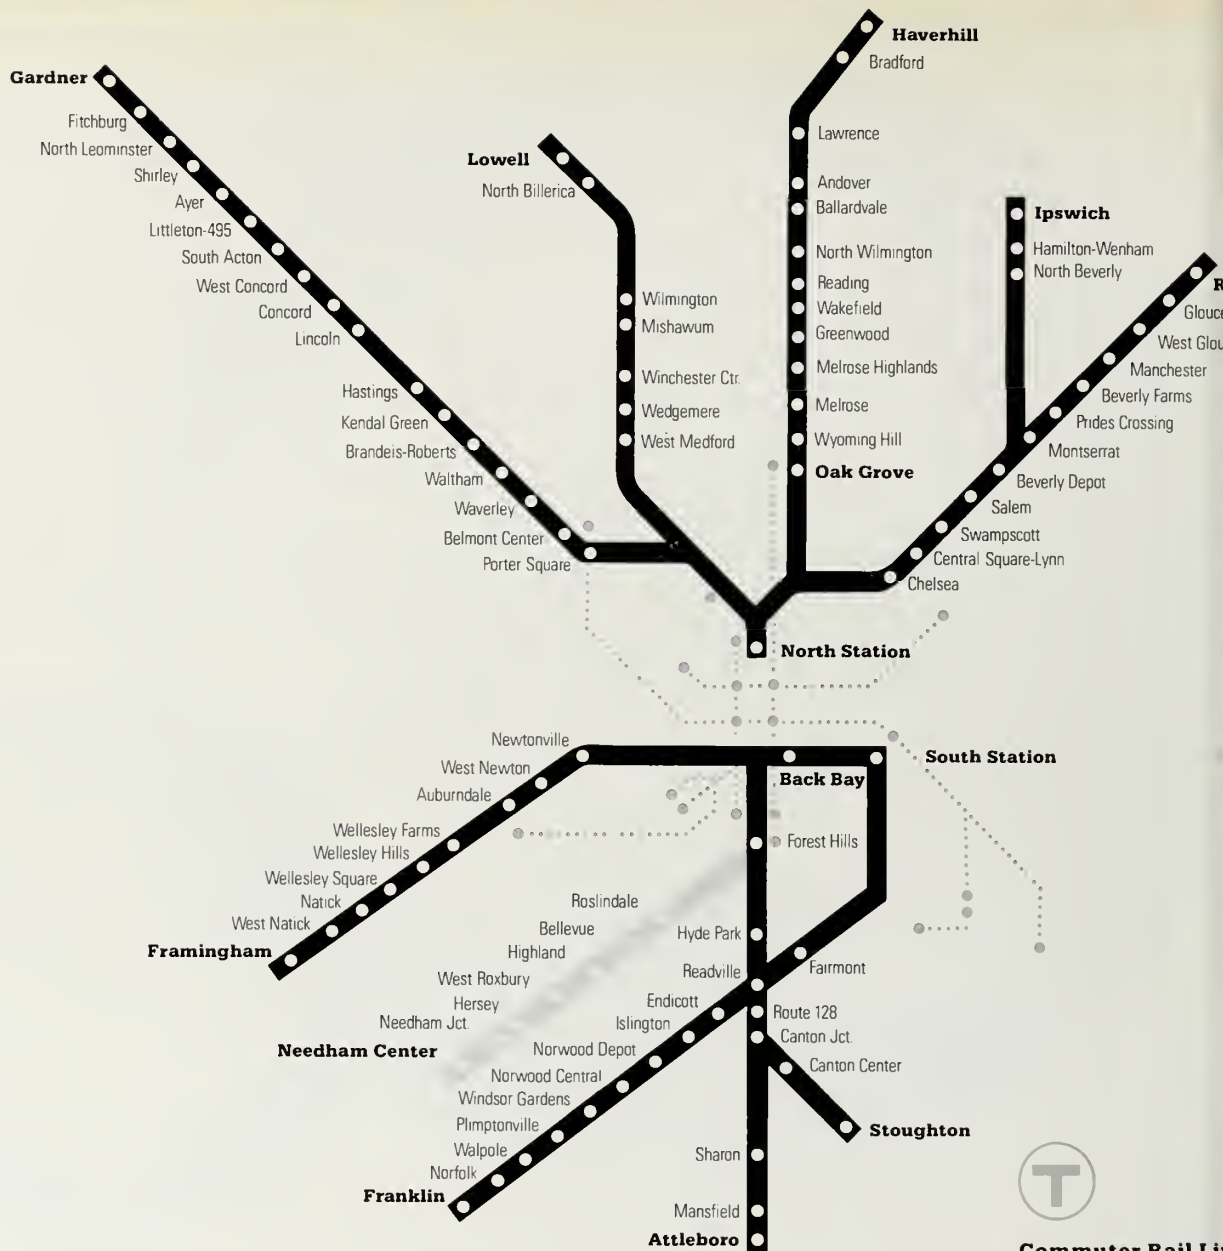 Haverhill
Bradford
Lawrence
Andover
Ballardvale
North Wilmington
Reading
Wakefield
Greenwood
Melrose Highlands
Melrose
Wyoming Hill
Oak Grove
Gardner
Fitchburg
North Leominster
Shirley
Ayer
Littleton-495
South Acton
West Concord
Concord
Lincoln
Hastings
Kendal Green
Brandeis-Roberts
Waltham
Waverley
Belmont Center
Porter Square
Lowell
North Billerica
Wilmington
Mishawum
Winchester Ctr.
Wedgemere
West Medford
Ipswich
Hamilton-Wenham
North Beverly
R
Glouce
West Glou
Manchester
Beverly Farms
Prides Crossing
Montserrat
Beverly Depot
Salem
Swampscott
Central Square-Lynn
Chelsea
North Station
South Station
Back Bay
Newtonville
West Newton
Auburndale
Wellesley Farms
Wellesley Hills
Wellesley Square
Natick
West Natick
Framingham
Forest Hills
Roslindale
Bellevue
Highland
West Roxbury
Hersey
Needham Jct.
Needham Center
Hyde Park
Readville
Fairmont
Endicott
Islington
Norwood Depot
Norwood Central
Windsor Gardens
Plimptonville
Walpole
Norfolk
Franklin
Route 128
Canton Jct.
Canton Center
Stoughton
Sharon
Mansfield
Attleboro
T
Commuter Rail Li